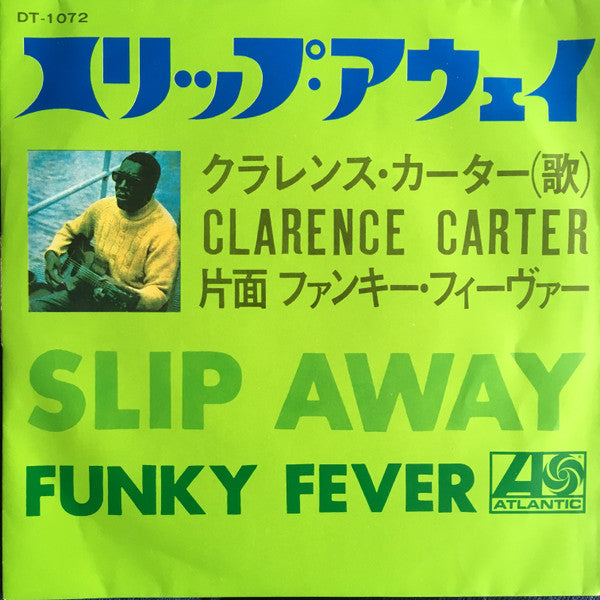 DT-1072
スリップ・アウェイ
クラレンス・カーター(歌)
CLARENCE CARTER
片面 ファンキー・フィーヴァー
SLIP AWAY
FUNKY FEVER
ATLANTIC